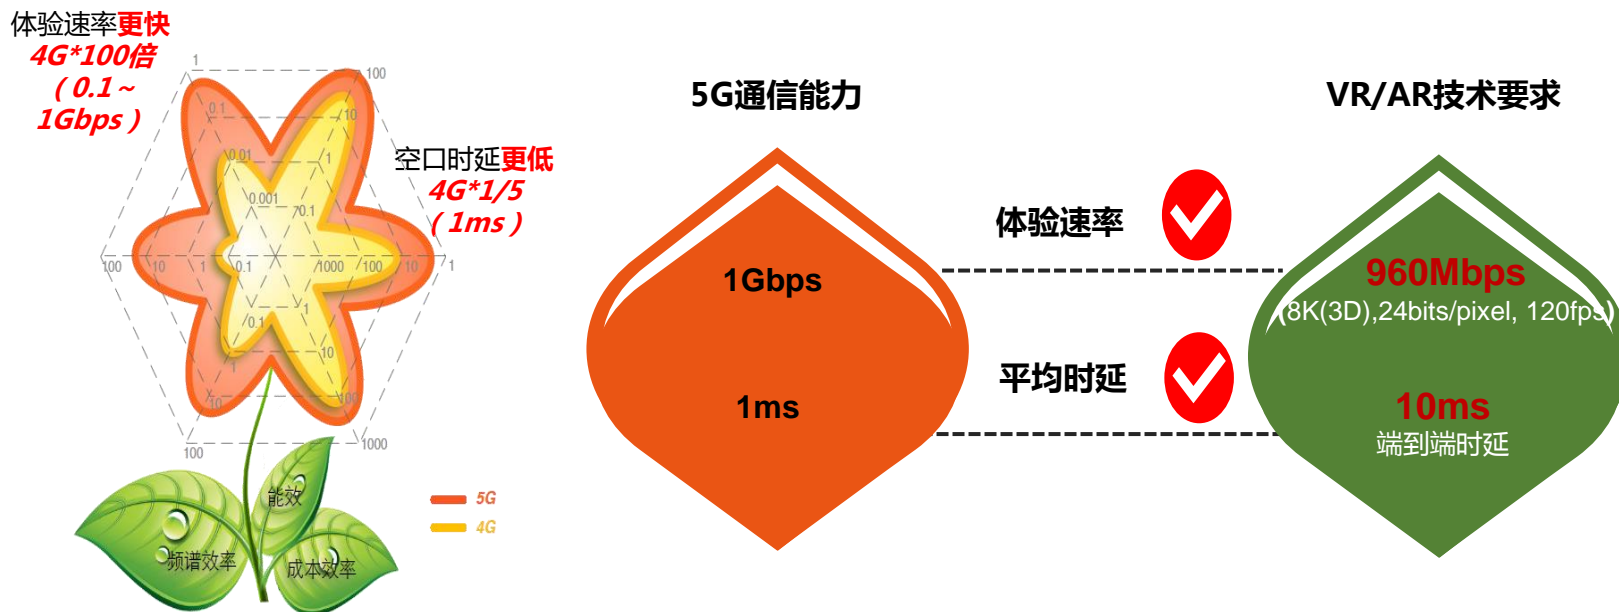 体验速率更快
4G*100倍
（0.1～
1Gbps）
空口时延更低
4G*1/5
（1ms）
1
0.1
0.01
0.001
100
10
1
0.1
100
10
1
0.1
1000
100
10
1
0.1
1
10
100
1
10
100
1000
能效
频谱效率
成本效率
5G
4G
5G通信能力
1Gbps
1ms
体验速率
平均时延
VR/AR技术要求
960Mbps
(8K(3D),24bits/pixel, 120fps)
10ms
端到端时延